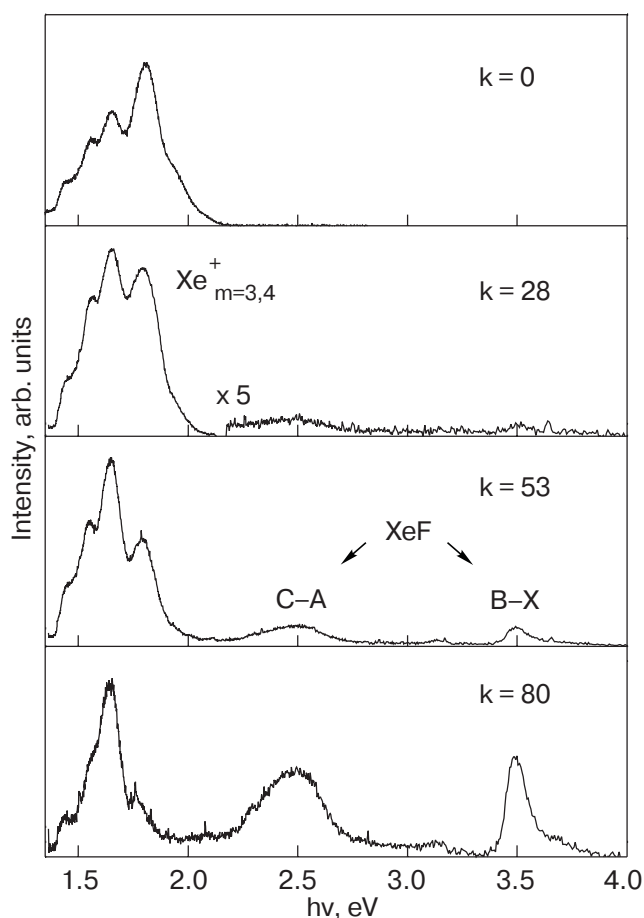 k = 0
k = 28
Xe+m=3,4
x 5
k = 53
XeF
C–A
B–X
k = 80
Intensity, arb. units
1.5 2.0 2.5 3.0 3.5 4.0
hν, eV